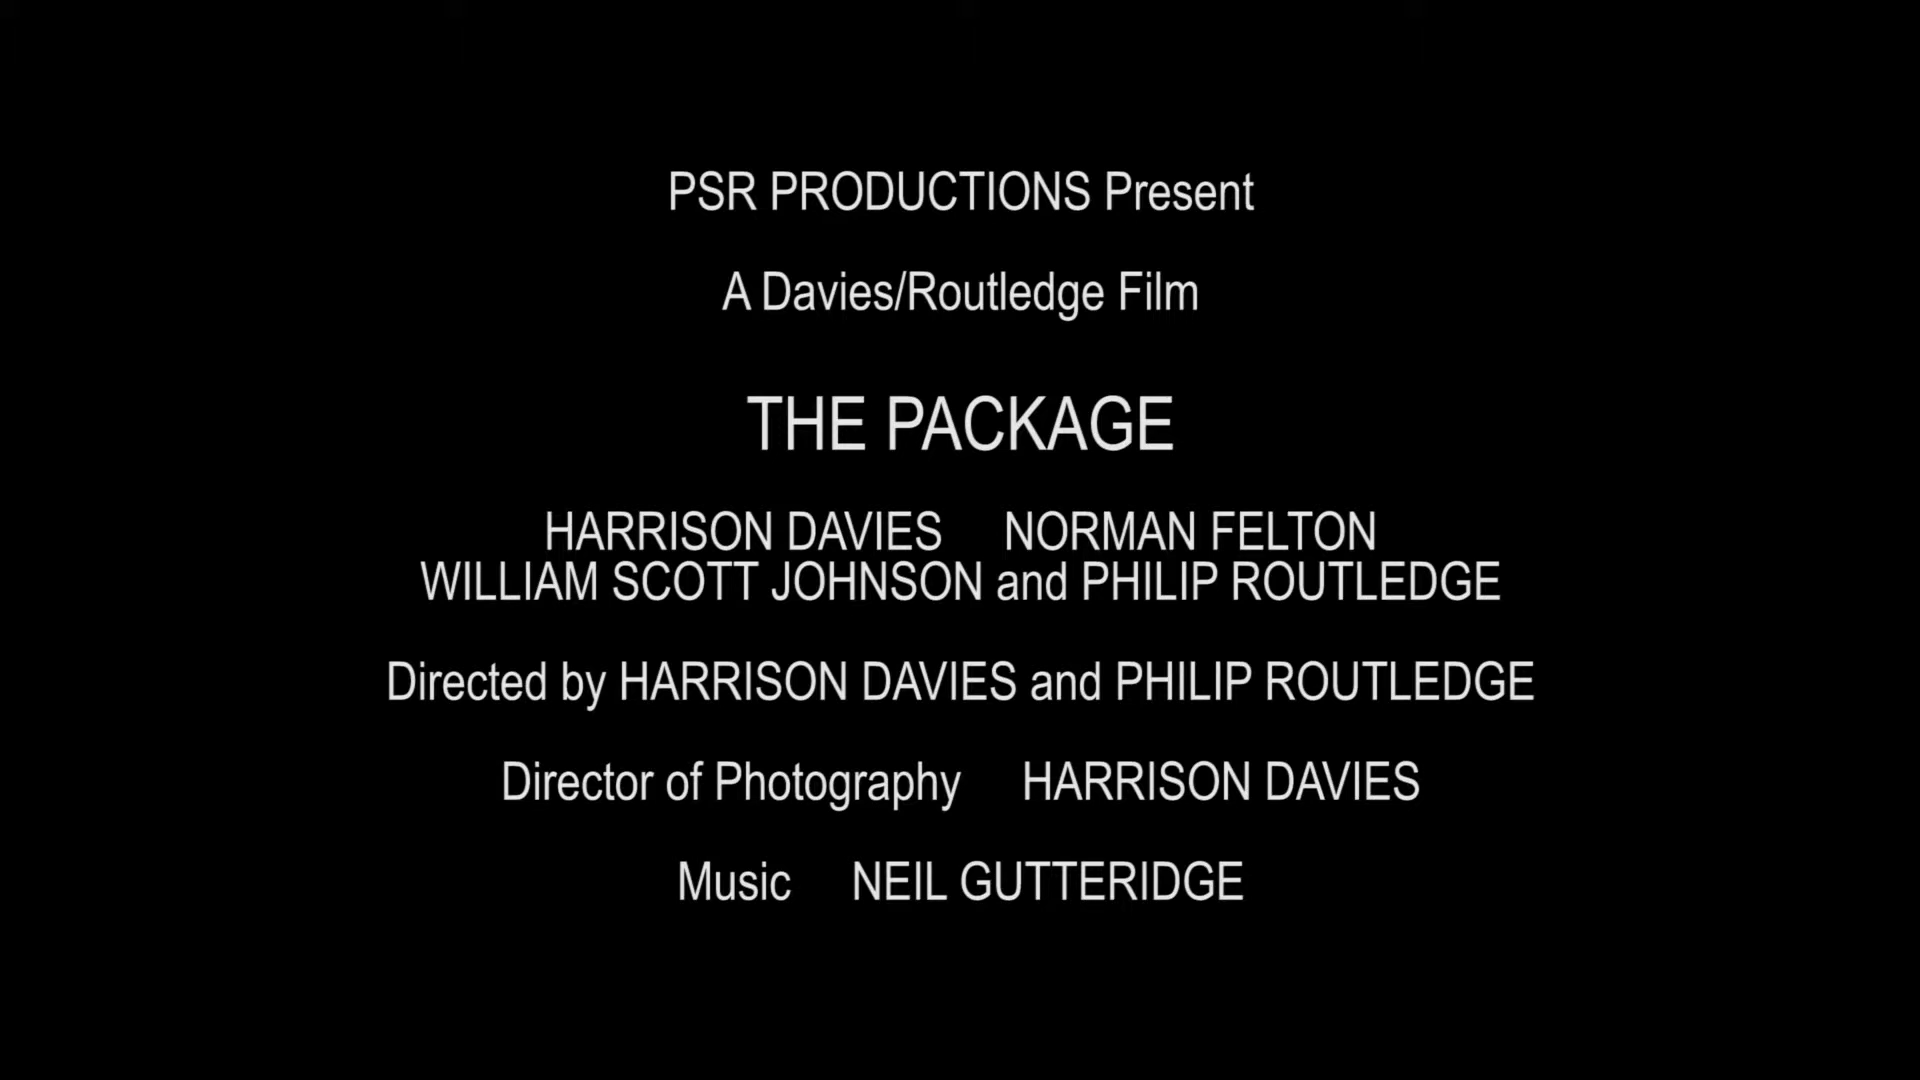 PSR PRODUCTIONS Present
A Davies/Routledge Film
THE PACKAGE
HARRISON DAVIES NORMAN FELTON
WILLIAM SCOTT JOHNSON and PHILIP ROUTLEDGE
Directed by HARRISON DAVIES and PHILIP ROUTLEDGE
Director of Photography HARRISON DAVIES
Music NEIL GUTTERIDGE